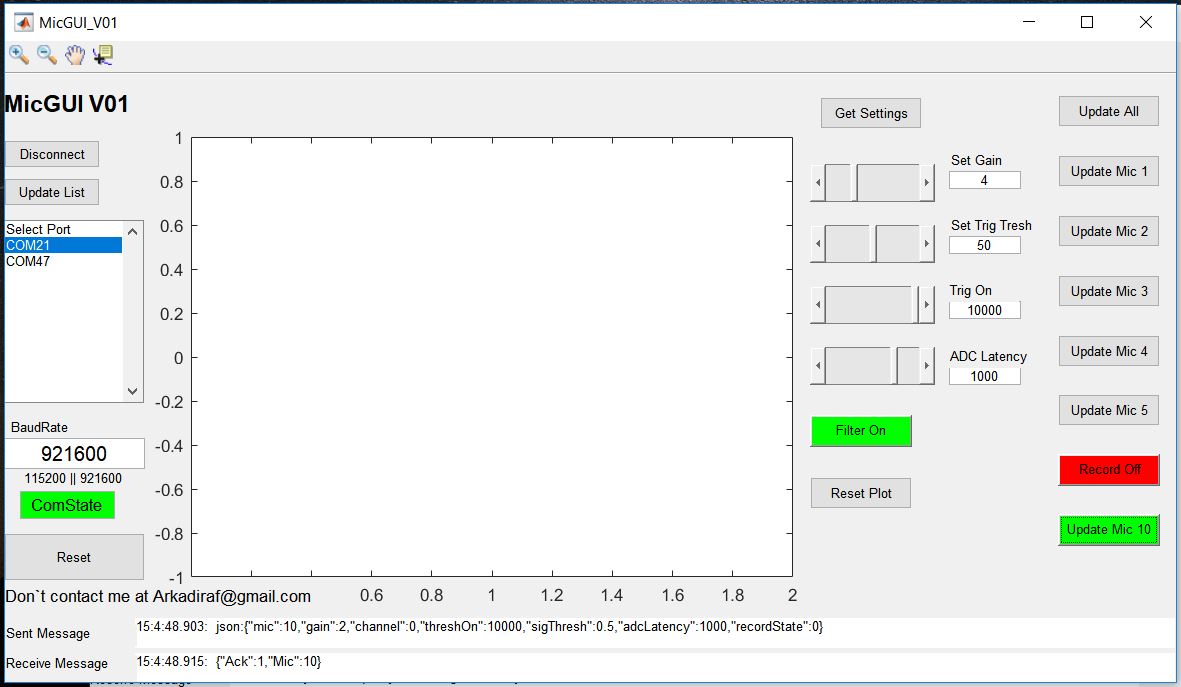 MicGUI_V01
MicGUI V01
Disconnect
Update List
Select Port
COM21
COM47
BaudRate
921600
115200 || 921600
ComState
Reset
Don`t contact me at Arkadiraf@gmail.com
1
0.8
0.6
0.4
0.2
0
-0.2
-0.4
-0.6
-0.8
-1
0.6 0.8 1 1.2 1.4 1.6 1.8 2
Get Settings
Set Gain
4
Set Trig Tresh
50
Trig On
10000
ADC Latency
1000
Filter On
Reset Plot
Update All
Update Mic 1
Update Mic 2
Update Mic 3
Update Mic 4
Update Mic 5
Record Off
Update Mic 10
Sent Message 15:4:48.903: json:{"mic":10,"gain":2,"channel":0,"threshOn":10000,"sigThresh":0.5,"adcLatency":1000,"recordState":0}
Receive Message 15:4:48.915: {"Ack":1,"Mic":10}